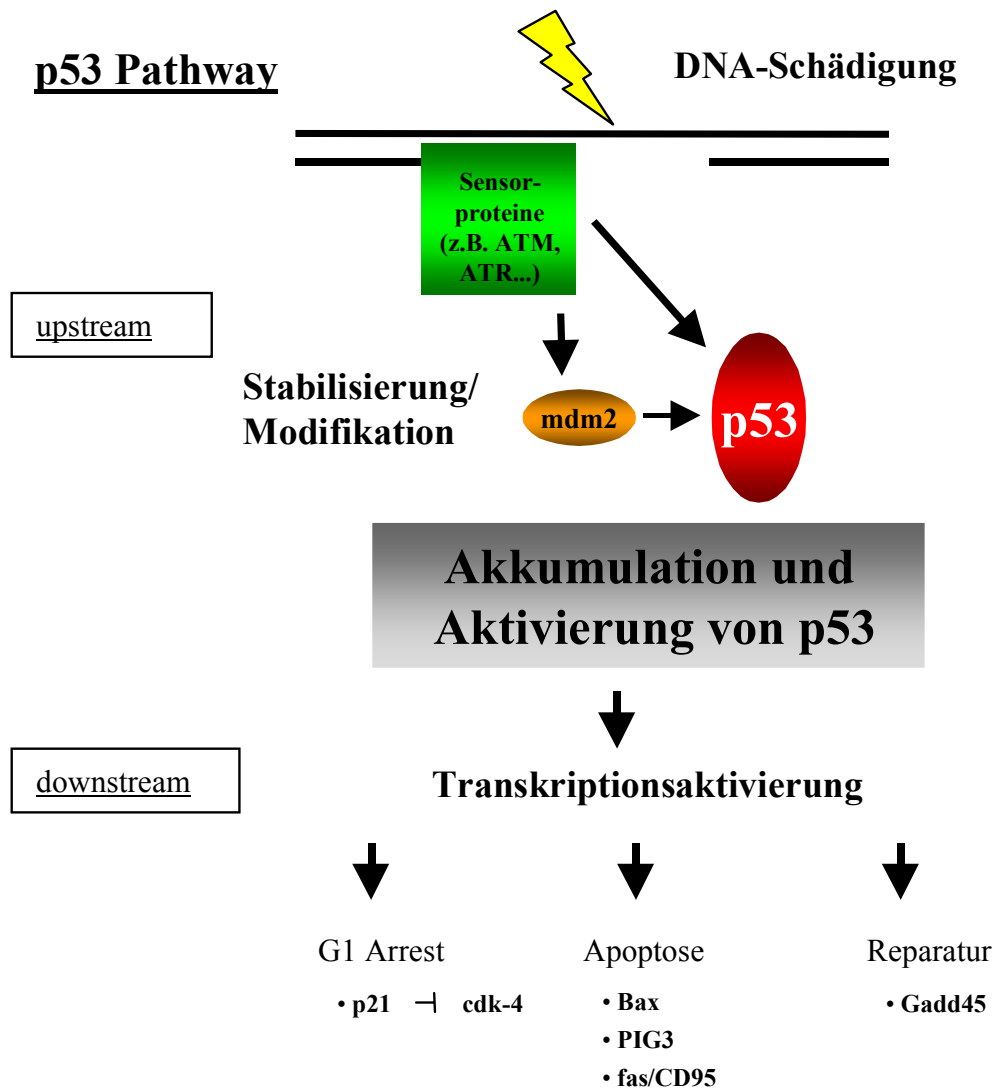 p53 Pathway
DNA-Schädigung
Sensor-
proteine
(z.B. ATM,
ATR...)
upstream
Stabilisierung/
Modifikation
mdm2
p53
Akkumulation und
Aktivierung von p53
downstream
Transkriptionsaktivierung
G1 Arrest
• p21 ⊣ cdk-4
Apoptose
• Bax
• PIG3
• fas/CD95
Reparatur
• Gadd45